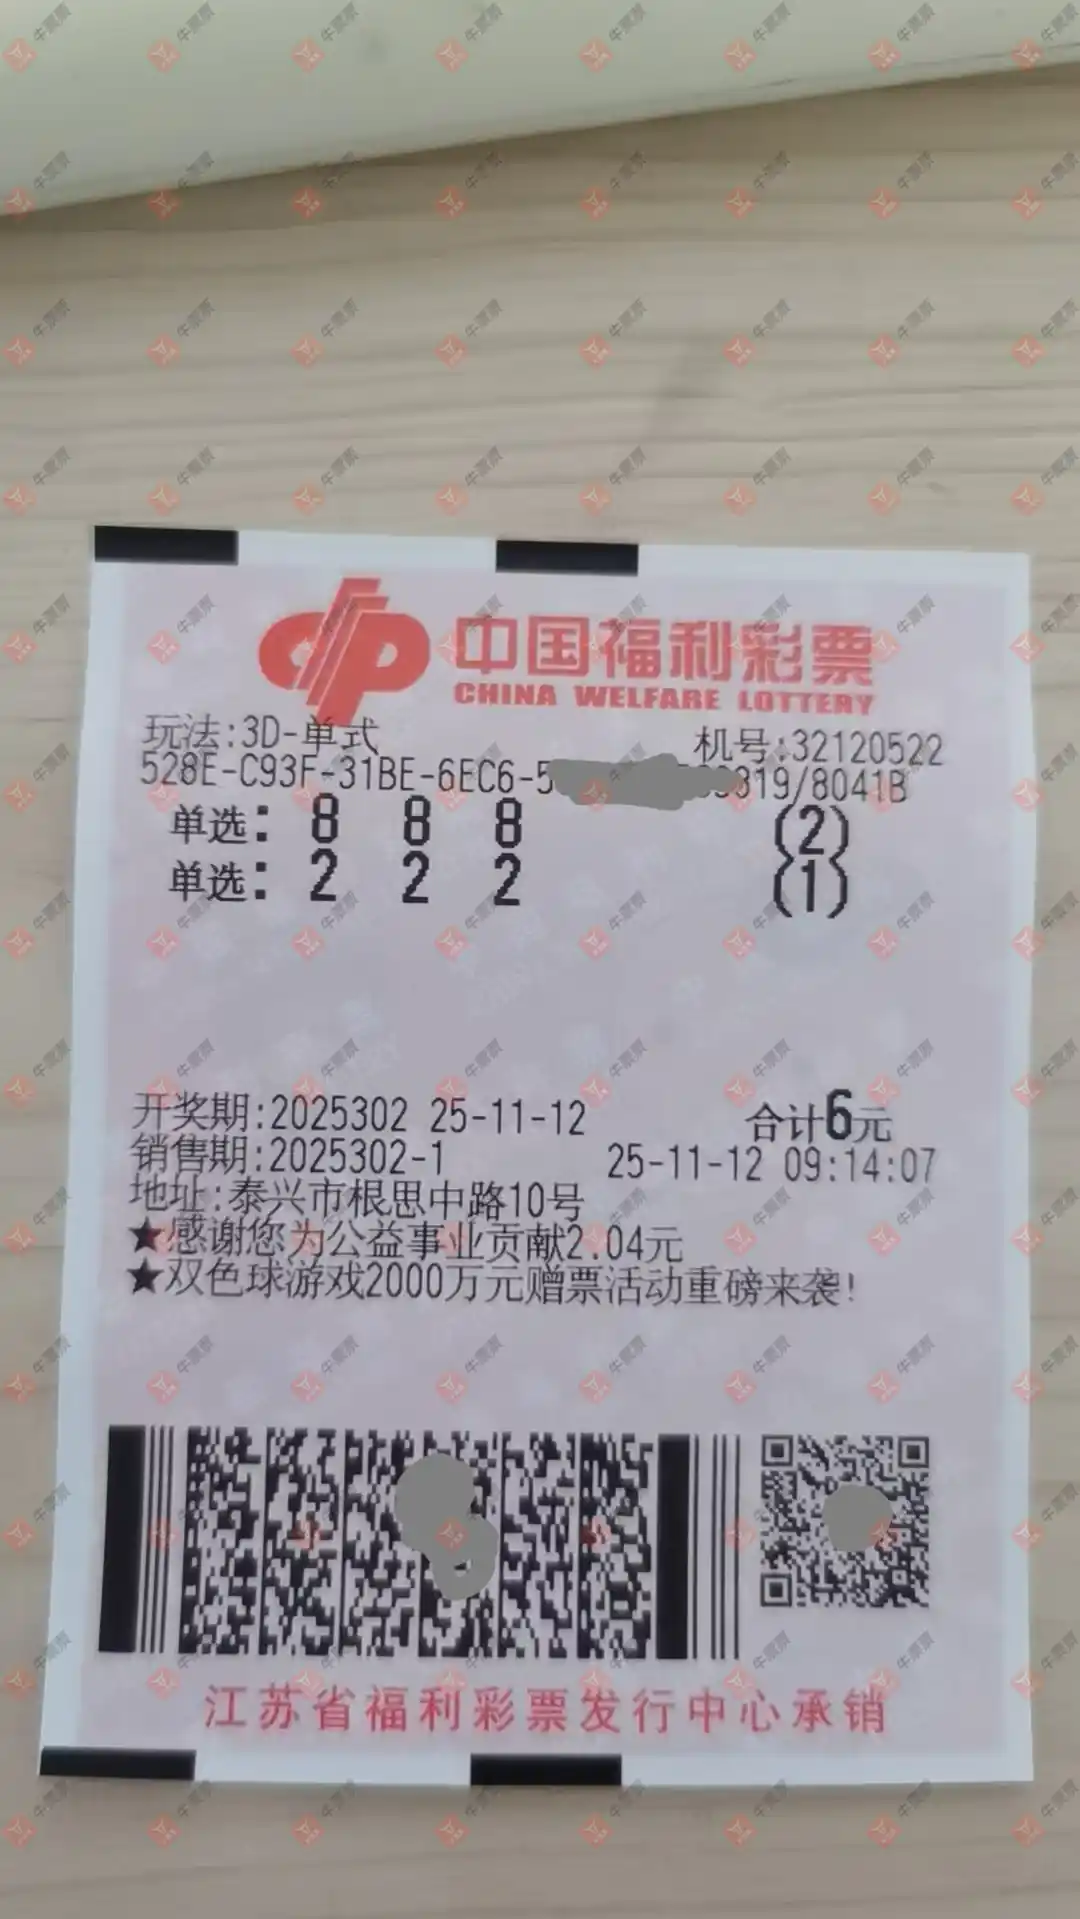 中国福利彩票
CHINA WELFARE LOTTERY
玩法:3D-单式 机号:32120522
528E-C93F-31BE-6EC6-5 319/8041B
单选: 8 8 8 (2)
单选: 2 2 2 (1)
开奖期:2025302 25-11-12 合计6元
销售期:2025302-1 25-11-12 09:14:07
地址:泰兴市根思中路10号
★感谢您为公益事业贡献2.04元
★双色球游戏2000万元赠票活动重磅来袭!
江苏省福利彩票发行中心承销